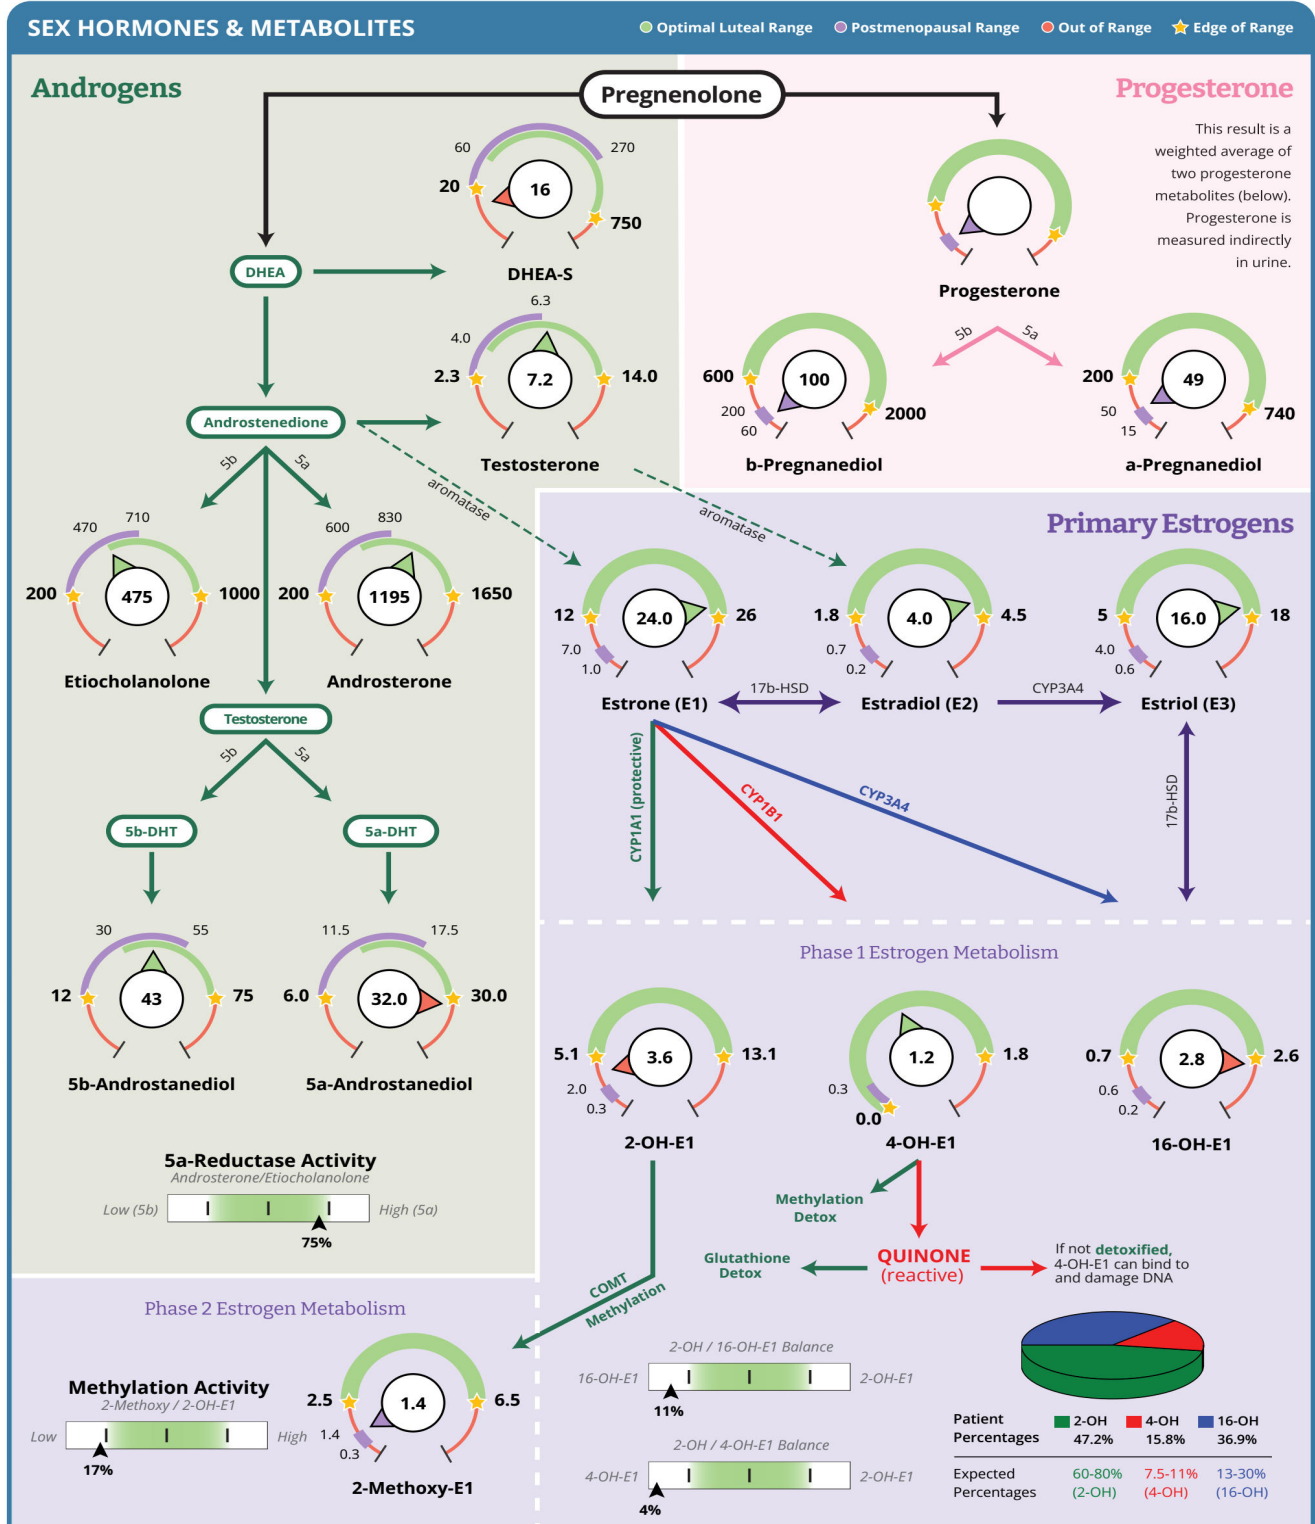 SEX HORMONES & METABOLITES
Optimal Luteal Range
Postmenopausal Range
Out of Range
Edge of Range
Androgens
Pregnenolone
Progesterone
This result is a
weighted average of
two progesterone
metabolites (below).
Progesterone is
measured indirectly
in urine.
60
270
20
16
750
DHEA-S
DHEA
Progesterone
5b
5a
6.3
4.0
2.3
7.2
14.0
Testosterone
Androstenedione
600
100
200
60
2000
b-Pregnanediol
200
49
50
15
740
a-Pregnanediol
5b
5a
aromatase
aromatase
Primary Estrogens
470
710
200
475
1000
Etiocholanolone
600
830
200
1195
1650
Androsterone
12
24.0
26
7.0
1.0
Estrone (E1)
17b-HSD
1.8
4.0
4.5
0.7
0.2
Estradiol (E2)
CYP3A4
5
16.0
18
4.0
0.6
Estriol (E3)
Testosterone
5b
5a
CYP1A1 (protective)
CYP1B1
CYP3A4
17b-HSD
5b-DHT
5a-DHT
30
55
12
43
75
5b-Androstanediol
11.5
17.5
6.0
32.0
30.0
5a-Androstanediol
Phase 1 Estrogen Metabolism
5.1
3.6
13.1
2.0
0.3
2-OH-E1
1.2
1.8
0.3
0.0
4-OH-E1
0.7
2.8
2.6
0.6
0.2
16-OH-E1
5a-Reductase Activity
Androsterone/Etiocholanolone
Low (5b)
High (5a)
75%
Methylation
Detox
Glutathione
Detox
QUINONE
(reactive)
If not detoxified,
4-OH-E1 can bind to
and damage DNA
COMT
Methylation
Phase 2 Estrogen Metabolism
Methylation Activity
2-Methoxy / 2-OH-E1
Low
High
17%
2.5
1.4
6.5
1.4
0.3
2-Methoxy-E1
2-OH / 16-OH-E1 Balance
16-OH-E1
2-OH-E1
11%
2-OH / 4-OH-E1 Balance
4-OH-E1
2-OH-E1
4%
Patient
Percentages
2-OH
47.2%
4-OH
15.8%
16-OH
36.9%
Expected
Percentages
60-80%
(2-OH)
7.5-11%
(4-OH)
13-30%
(16-OH)